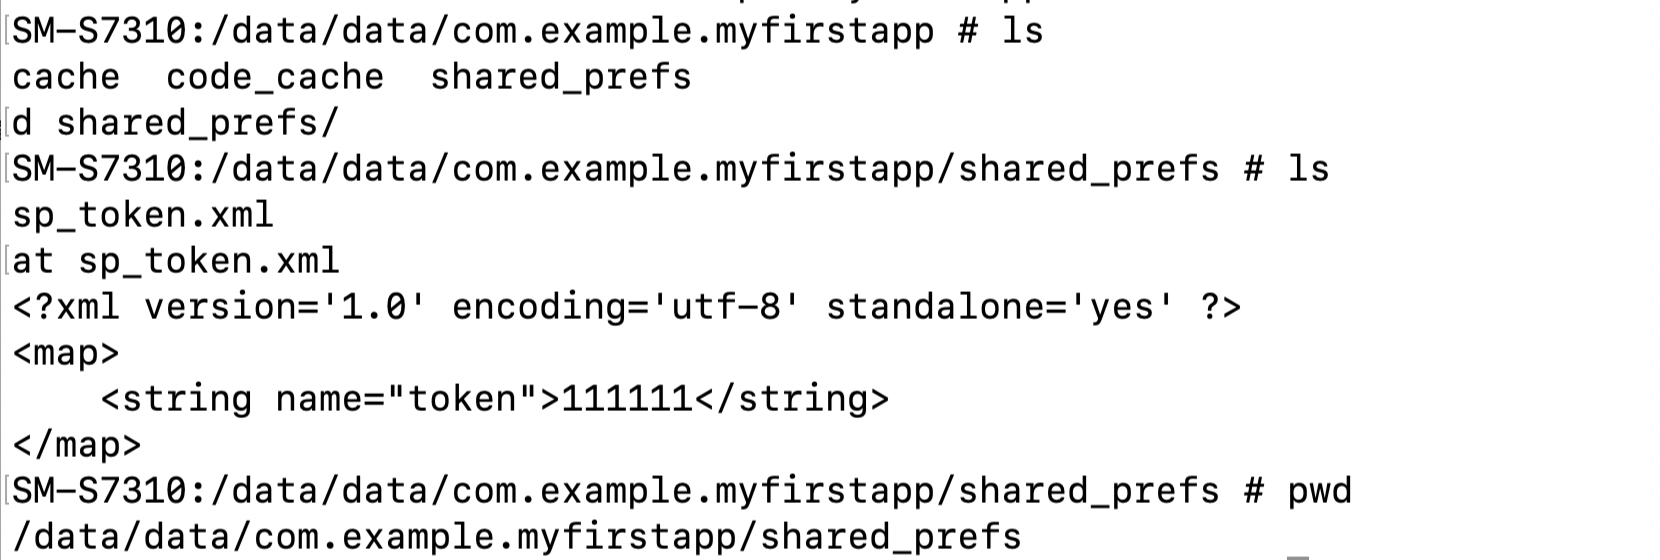 [SM-S7310:/data/data/com.example.myfirstapp # ls
cache  code_cache  shared_prefs
[d shared_prefs/
[SM-S7310:/data/data/com.example.myfirstapp/shared_prefs # ls
sp_token.xml
[at sp_token.xml
<?xml version='1.0' encoding='utf-8' standalone='yes' ?>
<map>
    <string name="token">111111</string>
</map>
[SM-S7310:/data/data/com.example.myfirstapp/shared_prefs # pwd
/data/data/com.example.myfirstapp/shared_prefs